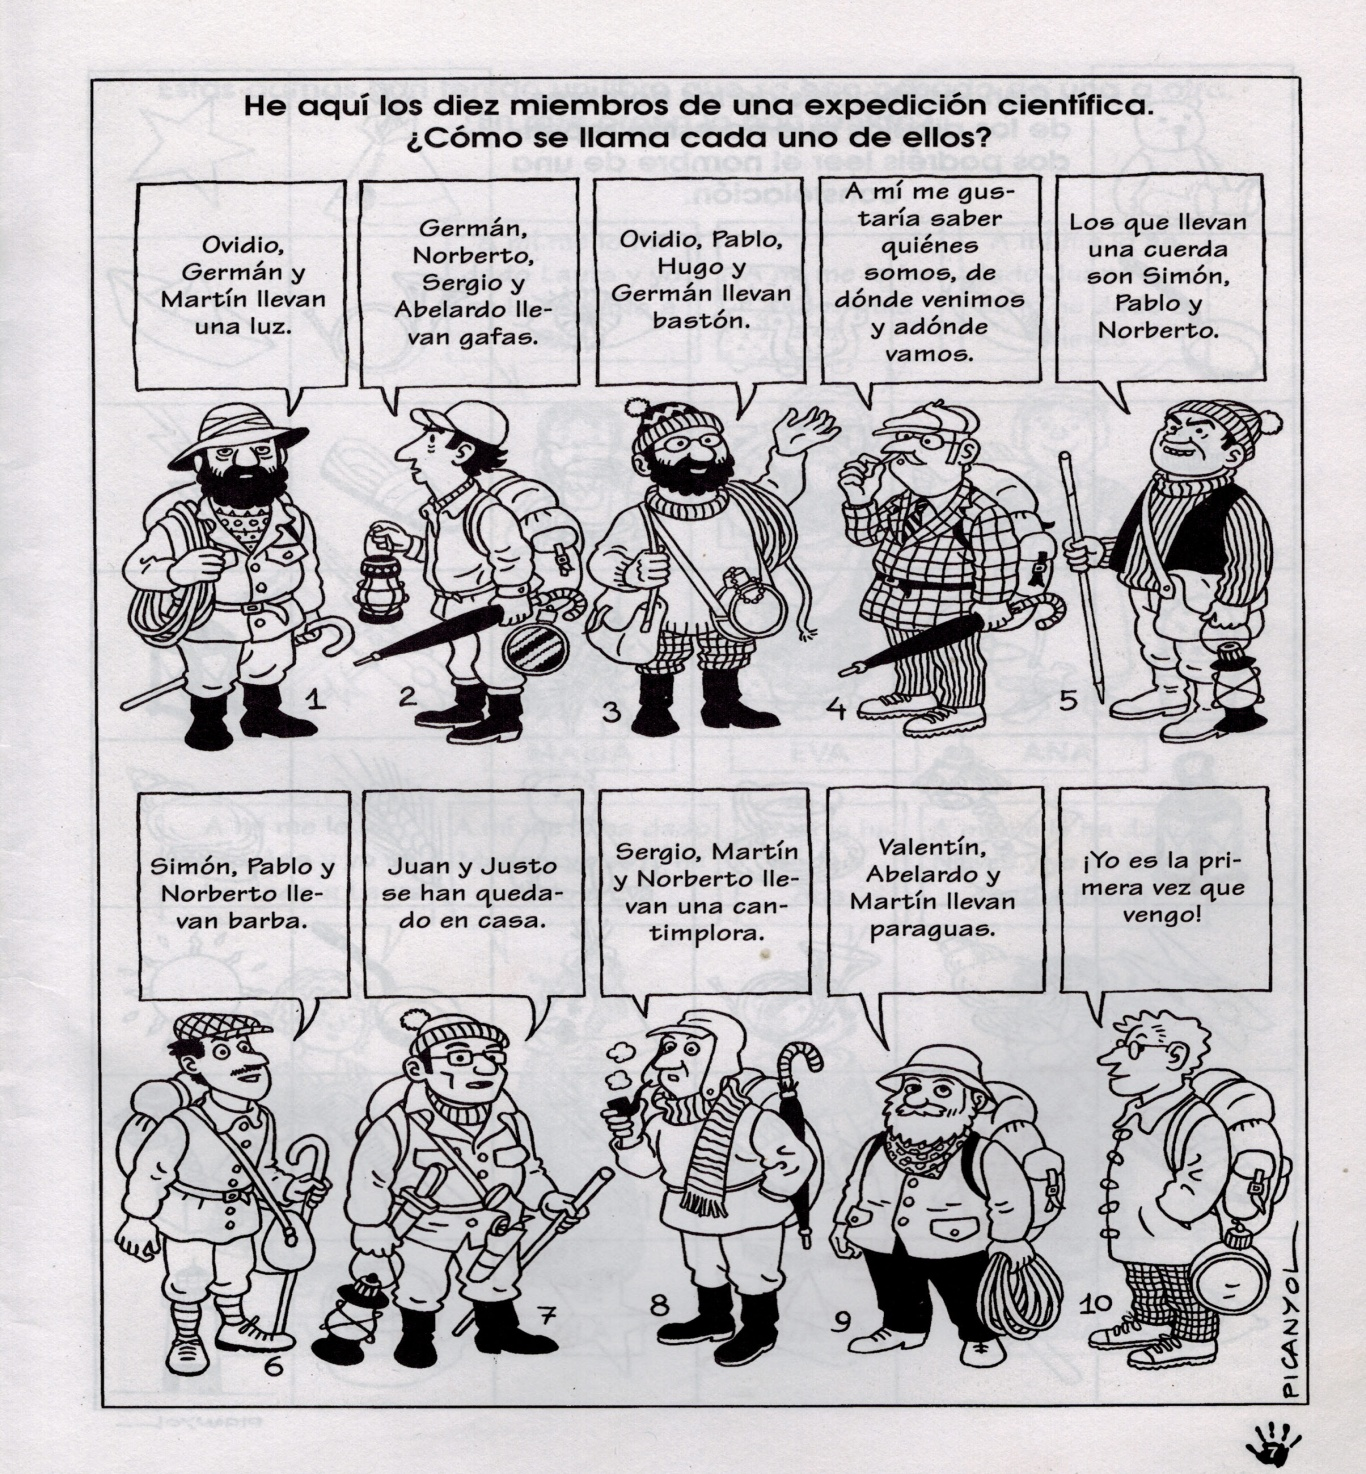 He aquí los diez miembros de una expedición científica.
¿Cómo se llama cada uno de ellos?
Ovidio,
Germán y
Martín llevan
una luz.
Germán,
Norberto,
Sergio y
Abelardo lle-
van gafas.
Ovidio, Pablo,
Hugo y
Germán llevan
bastón.
A mí me gus-
taría saber
quiénes
somos, de
dónde venimos
y adónde
vamos.
Los que llevan
una cuerda
son Simón,
Pablo y
Norberto.
1
2
3
4
5
Simón, Pablo y
Norberto lle-
van barba.
Juan y Justo
se han queda-
do en casa.
Sergio, Martín
y Norberto lle-
van una can-
timplora.
Valentín,
Abelardo y
Martín llevan
paraguas.
¡Yo es la pri-
mera vez que
vengo!
6
7
8
9
10
PICANYOL
7